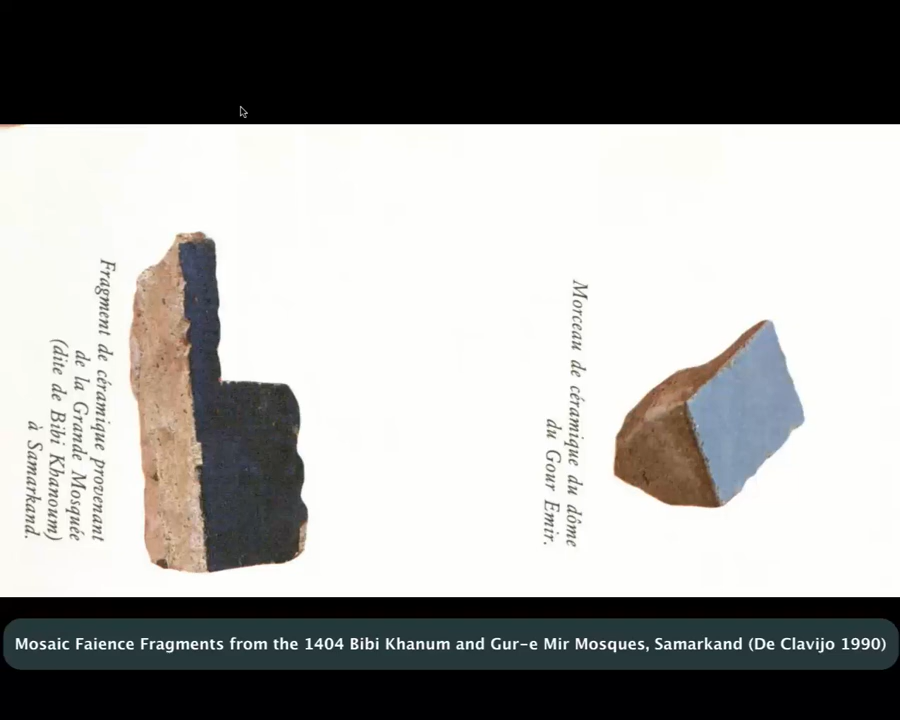 Fragment de céramique provenant
de la Grande Mosquée
(dite de Bibi Khanoum)
à Samarkand.
Morceau de céramique du dôme
du Gour Emir.
Mosaic Faience Fragments from the 1404 Bibi Khanum and Gur-e Mir Mosques, Samarkand (De Clavijo 1990)